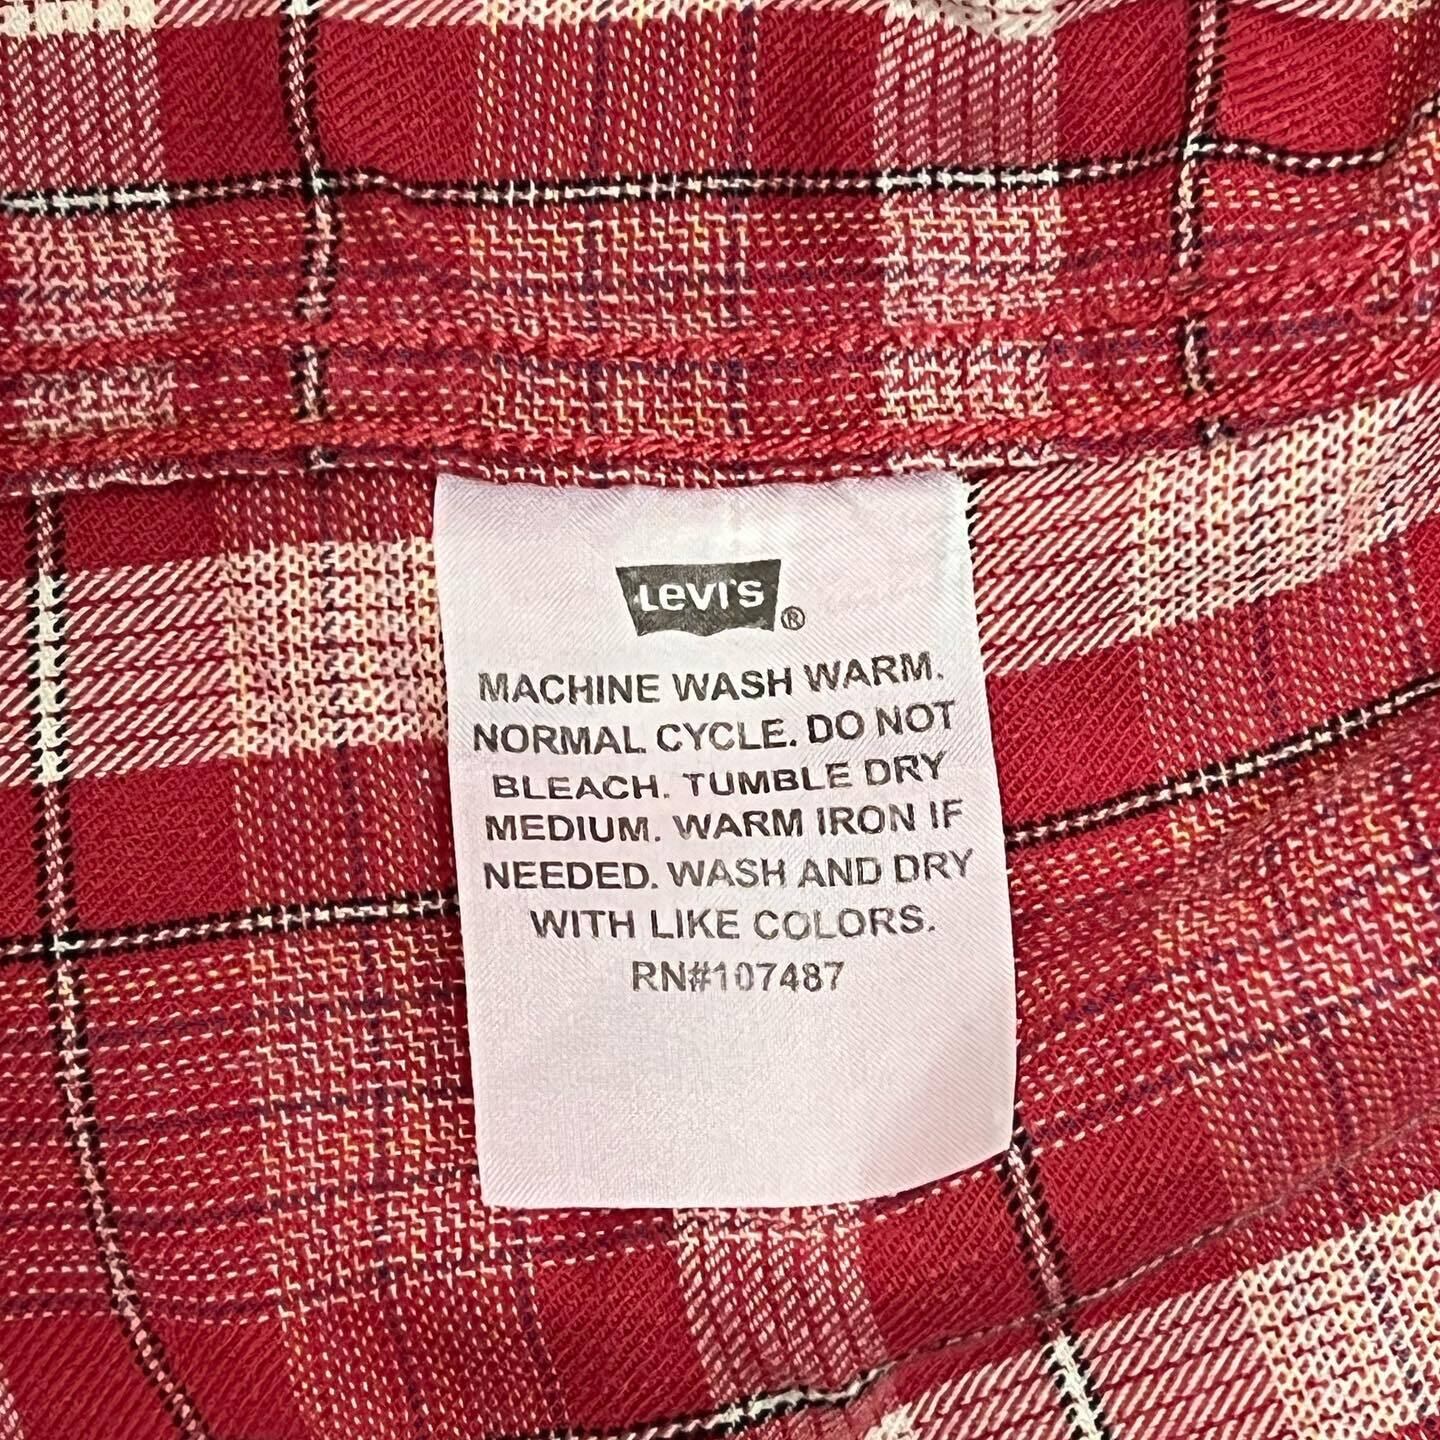 Levi's ®
MACHINE WASH WARM.
NORMAL CYCLE. DO NOT
BLEACH. TUMBLE DRY
MEDIUM. WARM IRON IF
NEEDED. WASH AND DRY
WITH LIKE COLORS.
RN#107487